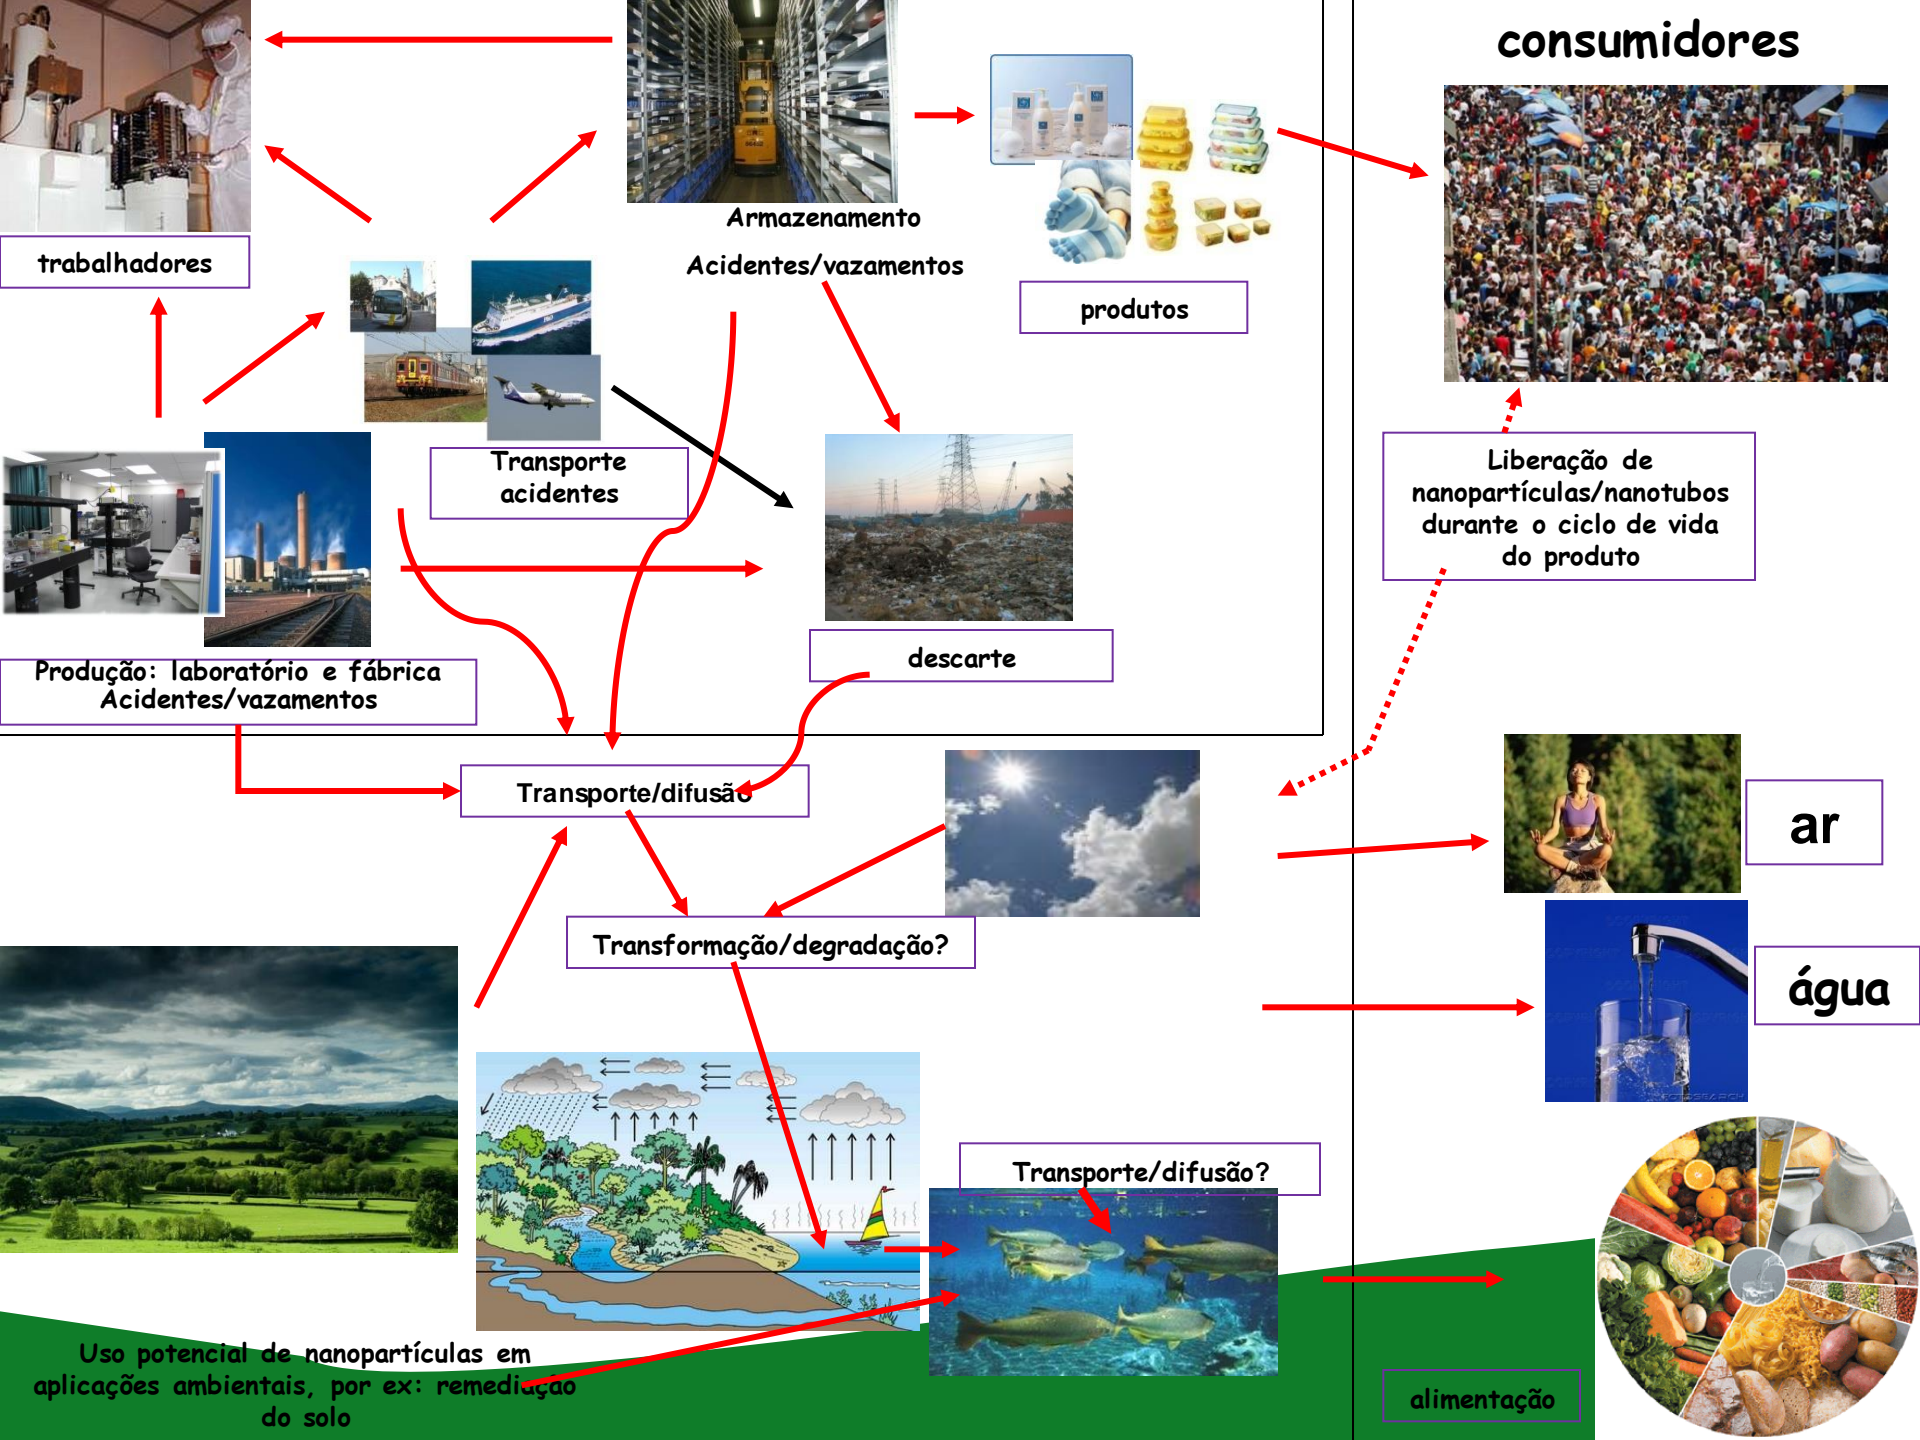 consumidores
Armazenamento
Acidentes/vazamentos
trabalhadores
produtos
Transporte
acidentes
Liberação de
nanopartículas/nanotubos
durante o ciclo de vida
do produto
descarte
Produção: laboratório e fábrica
Acidentes/vazamentos
Transporte/difusão
ar
Transformação/degradação?
água
Transporte/difusão?
Uso potencial de nanopartículas em
aplicações ambientais, por ex: remediação
do solo
alimentação